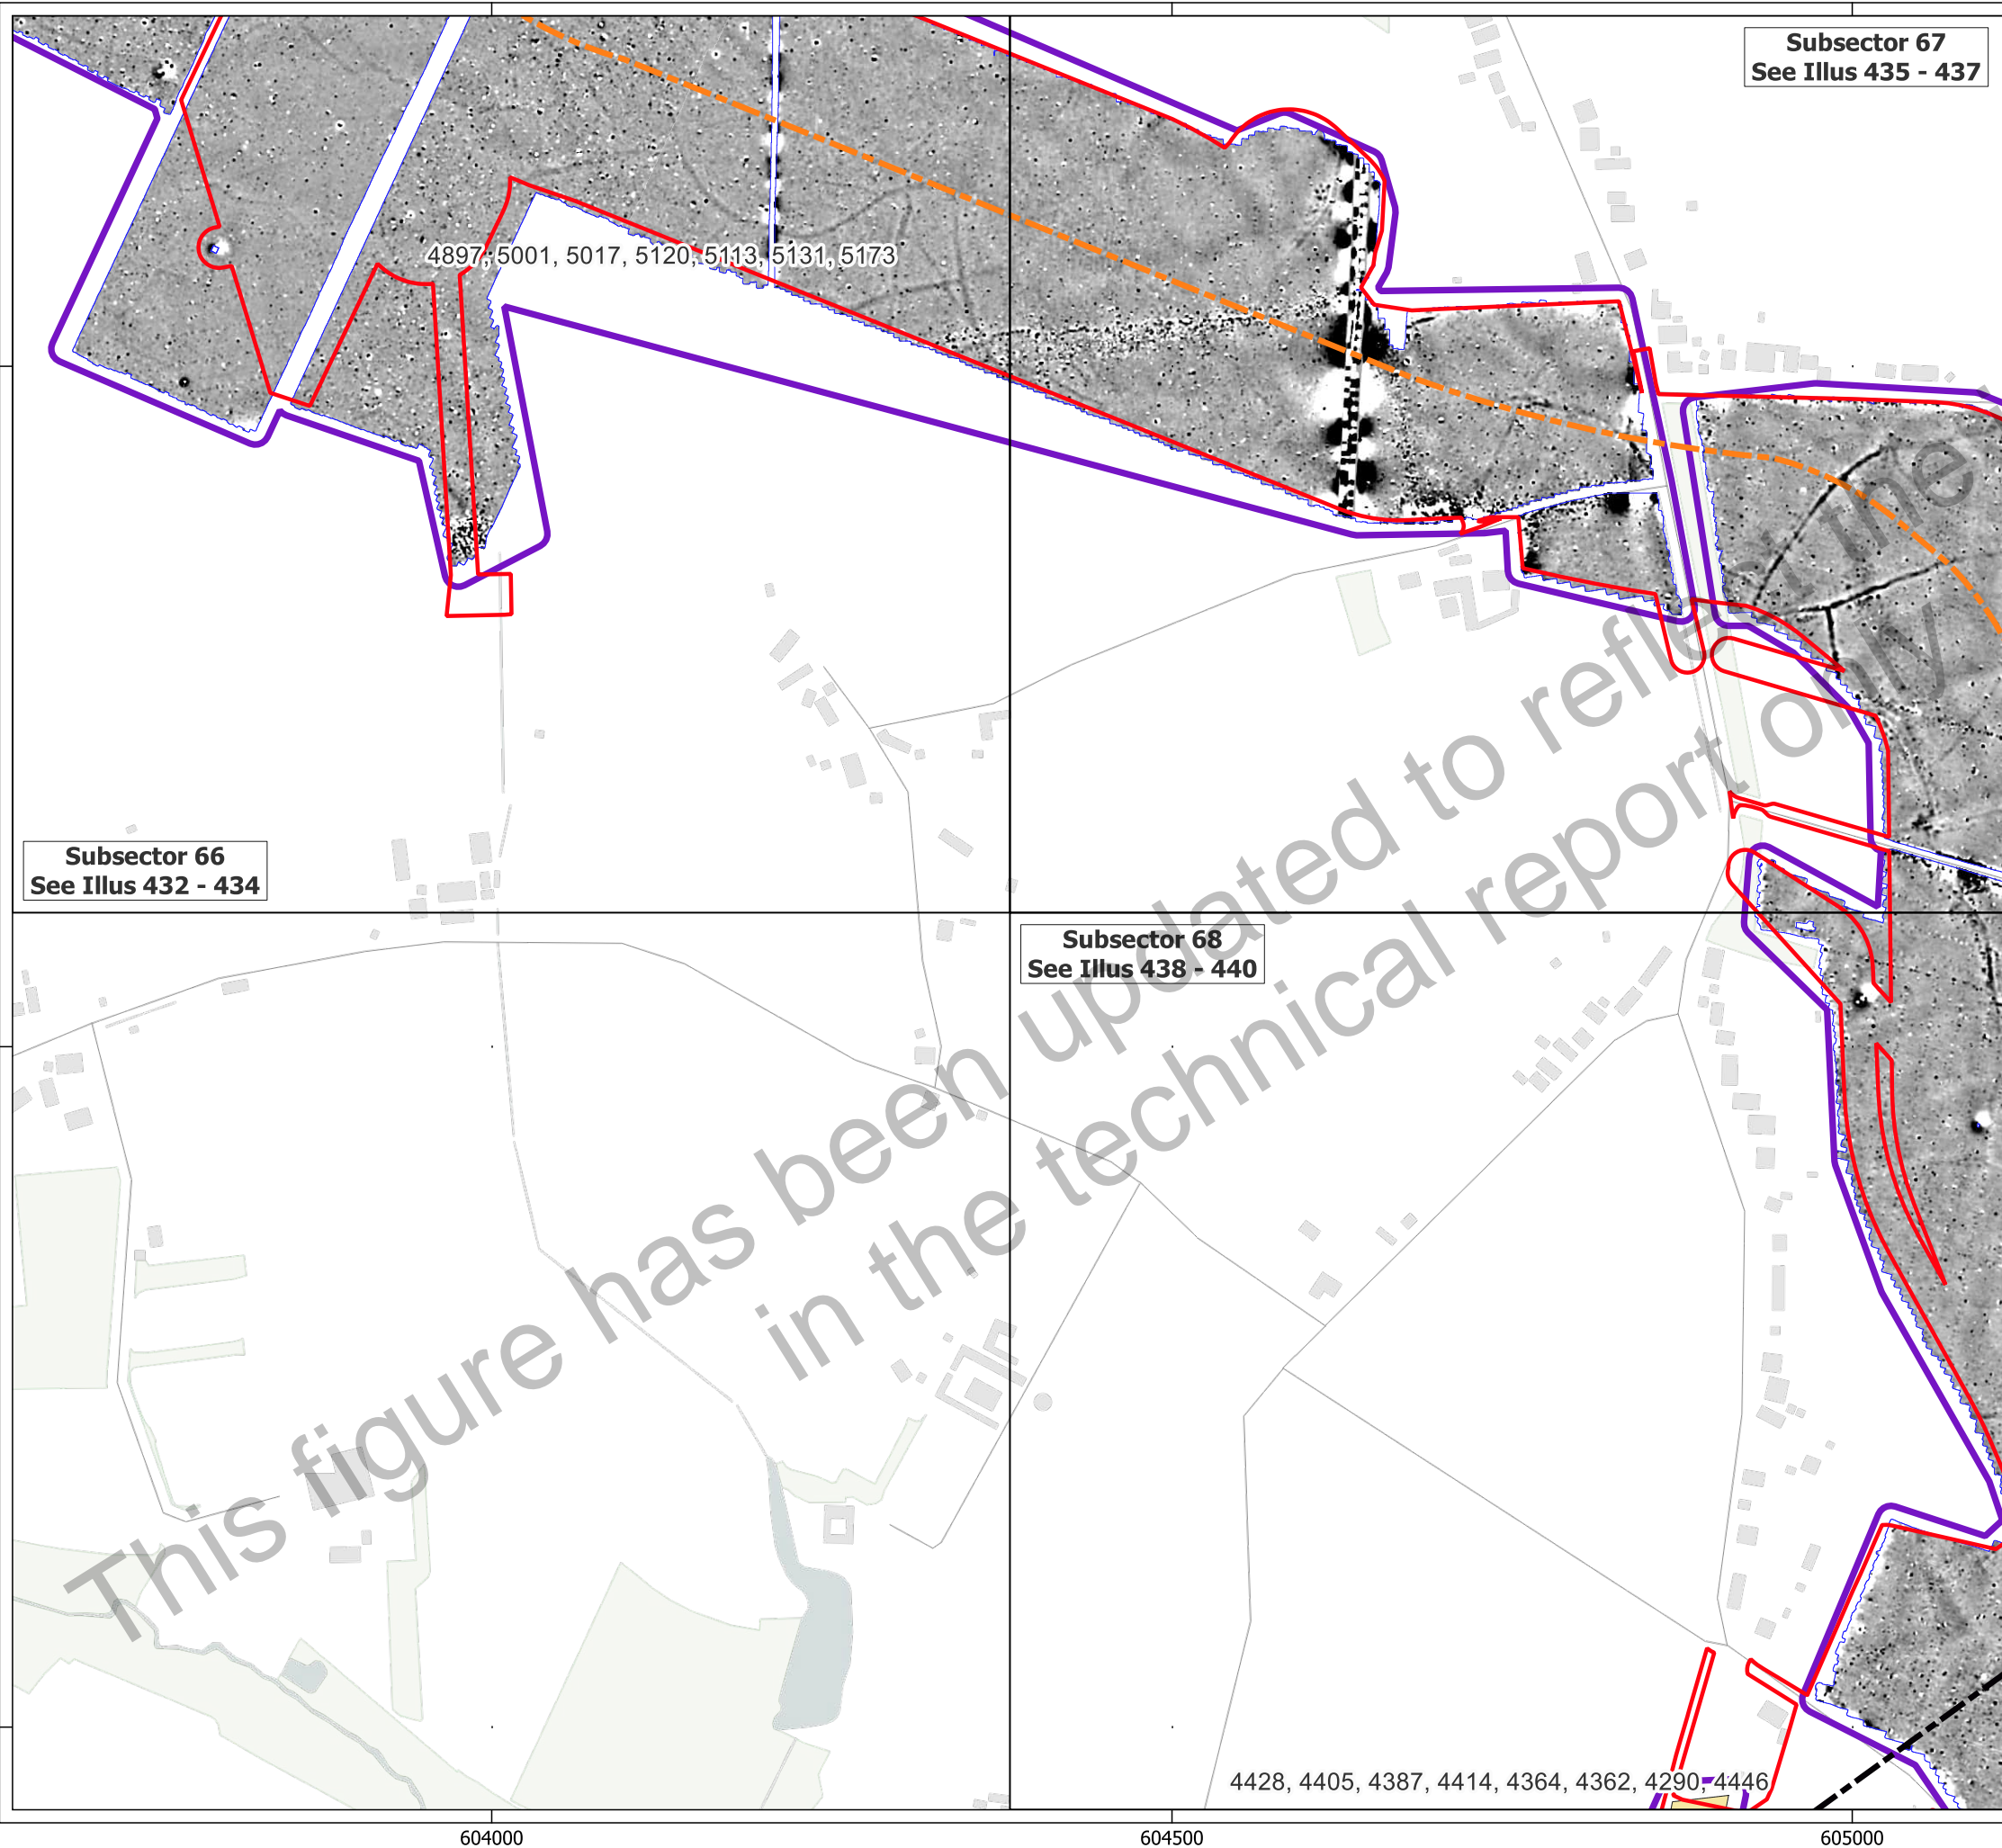 Subsector 67
See Illus 435 - 437
4897, 5001, 5017, 5120, 5113, 5131, 5173
Subsector 66
See Illus 432 - 434
Subsector 68
See Illus 438 - 440
This figure has been updated to reflect the
in the technical report only
4428, 4405, 4387, 4414, 4364, 4362, 4290, 4446
604000
604500
605000